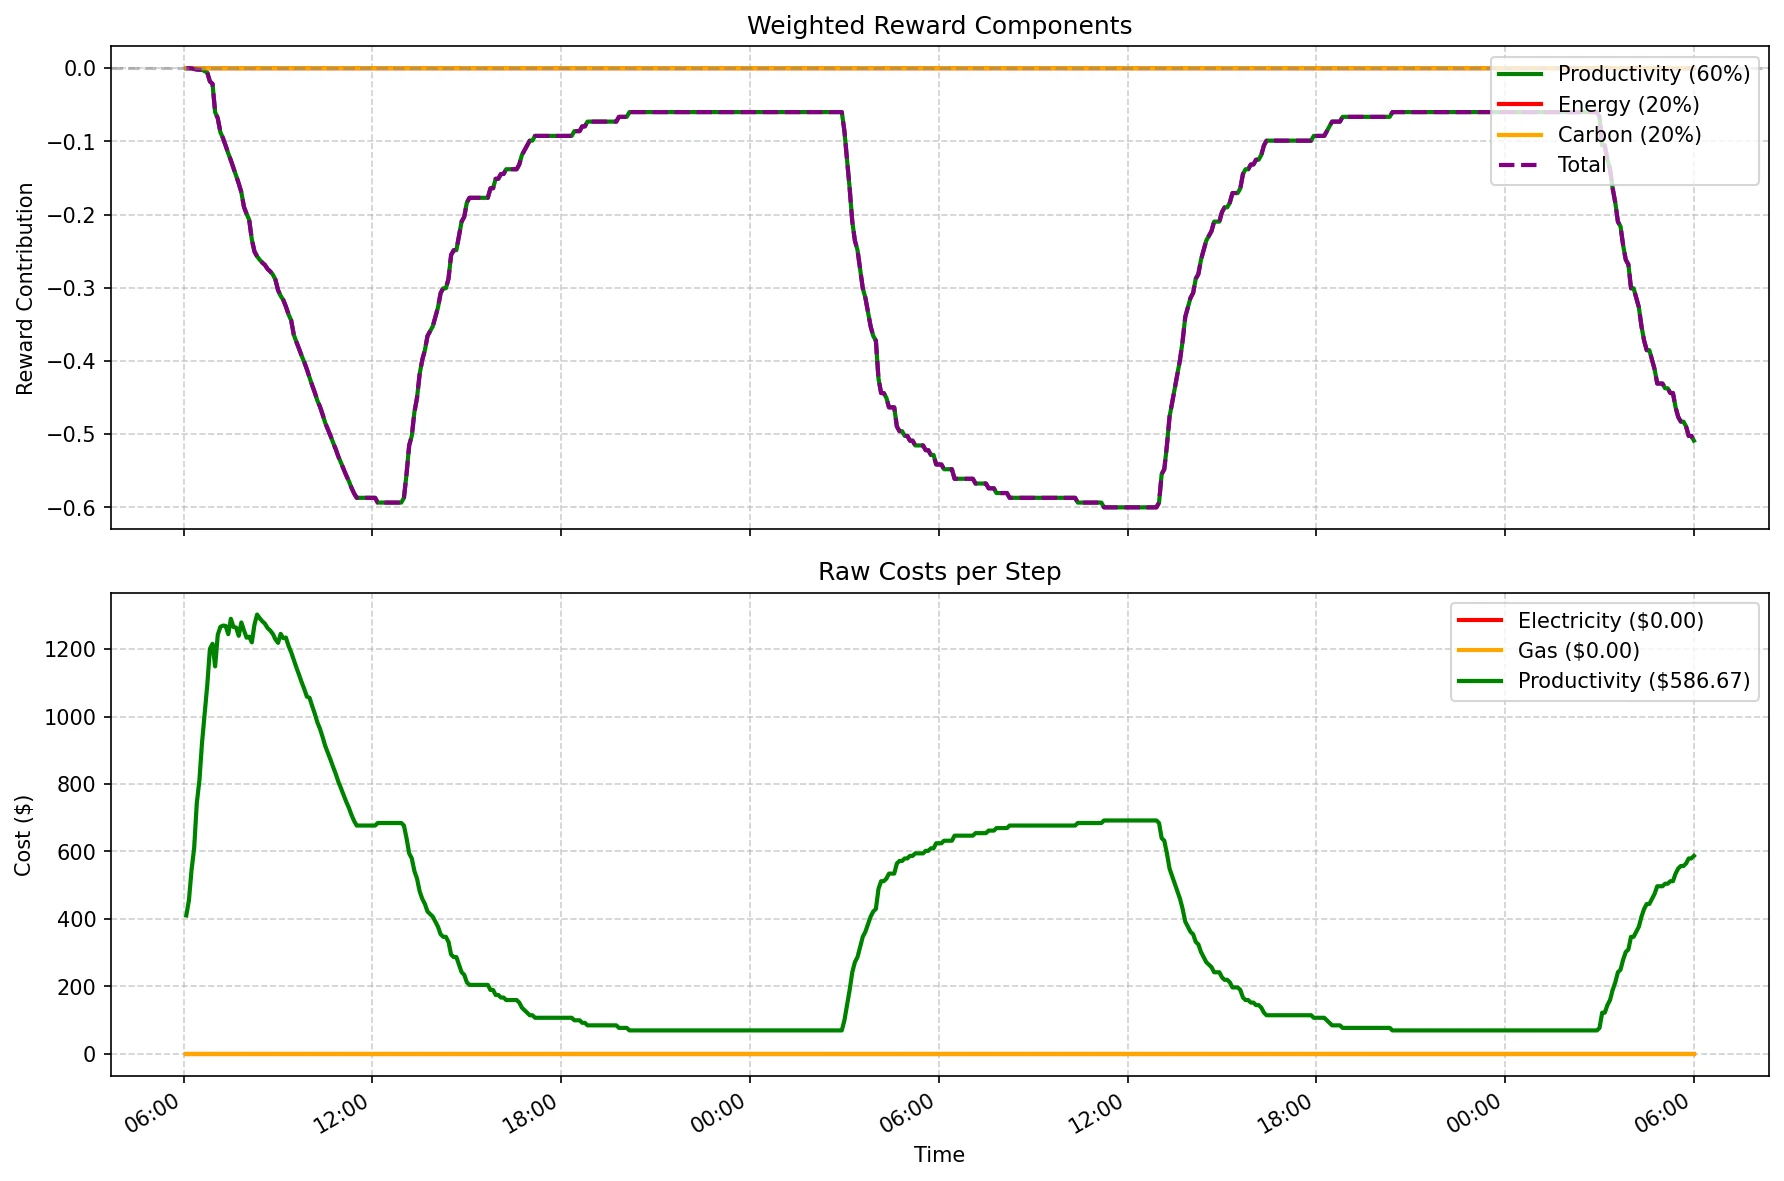 Weighted Reward Components
0.0
−0.1
−0.2
−0.3
−0.4
−0.5
−0.6
Reward Contribution
Productivity (60%)
Energy (20%)
Carbon (20%)
Total
Raw Costs per Step
1200
1000
800
600
400
200
0
Cost ($)
Electricity ($0.00)
Gas ($0.00)
Productivity ($586.67)
06:00
12:00
18:00
00:00
06:00
12:00
18:00
00:00
06:00
Time